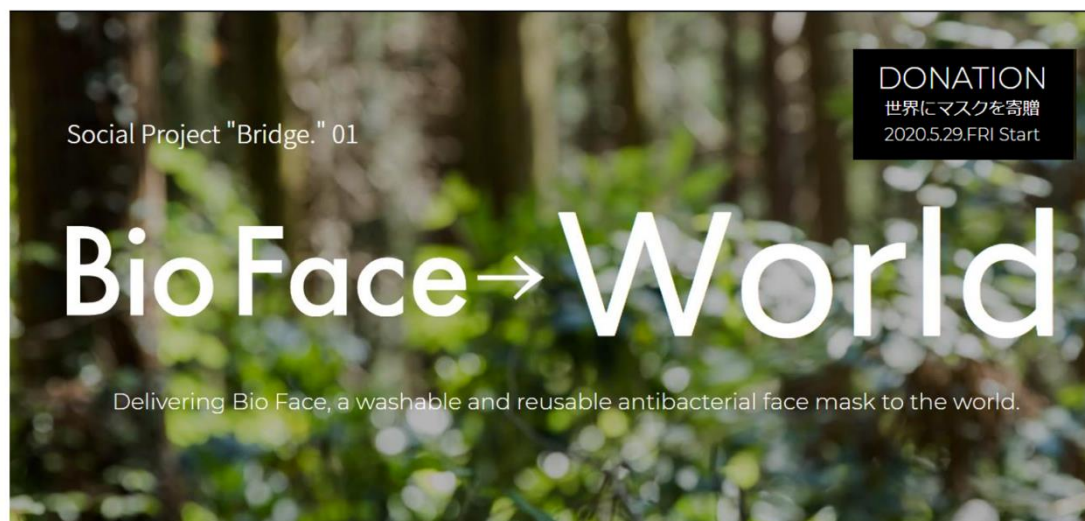 DONATION
世界にマスクを寄贈
2020.5.29.FRI Start
Social Project "Bridge." 01
Bio Face→World
Delivering Bio Face, a washable and reusable antibacterial face mask to the world.